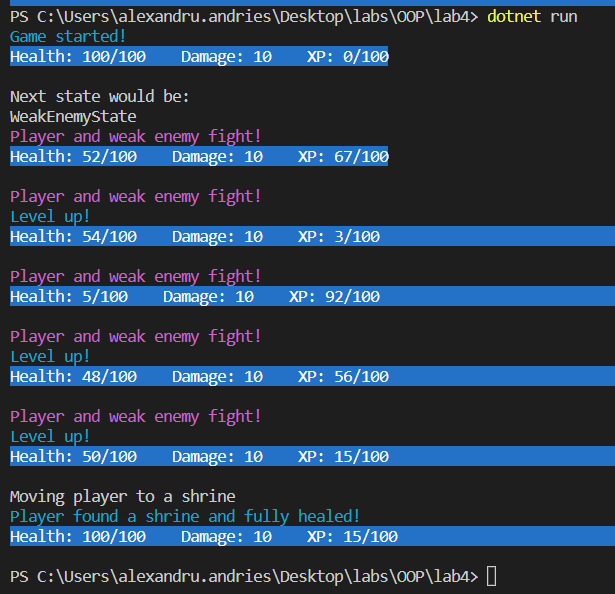 PS C:\Users\alexandru.andries\Desktop\labs\OOP\lab4> dotnet run
Game started!
Health: 100/100    Damage: 10    XP: 0/100
Next state would be:
WeakEnemyState
Player and weak enemy fight!
Health: 52/100    Damage: 10    XP: 67/100
Player and weak enemy fight!
Level up!
Health: 54/100    Damage: 10    XP: 3/100
Player and weak enemy fight!
Health: 5/100    Damage: 10    XP: 92/100
Player and weak enemy fight!
Level up!
Health: 48/100    Damage: 10    XP: 56/100
Player and weak enemy fight!
Level up!
Health: 50/100    Damage: 10    XP: 15/100
Moving player to a shrine
Player found a shrine and fully healed!
Health: 100/100    Damage: 10    XP: 15/100
PS C:\Users\alexandru.andries\Desktop\labs\OOP\lab4>